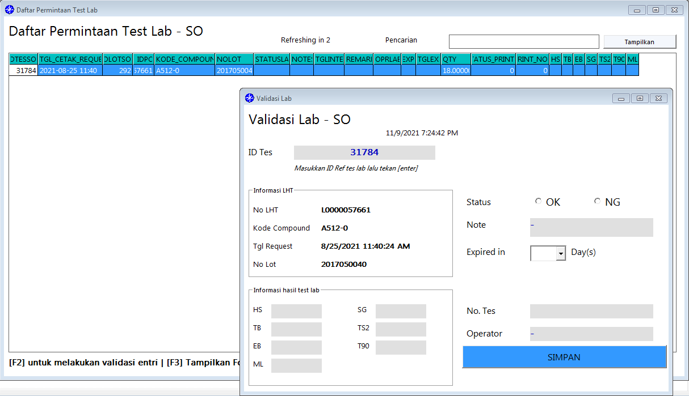 Daftar Permintaan Test Lab
Daftar Permintaan Test Lab - SO
Refreshing in 2
Pencarian
Tampilkan
DTESSO TGL_CETAK_REQUE DLOTSO IDPC KODE_COMPOUN NOLOT STATUSLA NOTE TGLINTE REMARI OPRLAE EXP TGLEX QTY ATUS_PRINT RINT_NO HS TB EB SG TS2 T90 ML
31784 2021-08-25 11:40 292 57661 A512-0 201705004 18.0000 0 0
Validasi Lab
Validasi Lab - SO
11/9/2021 7:24:42 PM
ID Tes 31784
Masukkan ID Ref tes lab lalu tekan [enter]
Informasi LHT
No LHT L0000057661
Kode Compound A512-0
Tgl Request 8/25/2021 11:40:24 AM
No Lot 2017050040
Status OK NG
Note -
Expired in Day(s)
Informasi hasil test lab
HS SG
TB TS2
EB T90
ML
No. Tes
Operator -
SIMPAN
[F2] untuk melakukan validasi entri | [F3] Tampilkan Fo